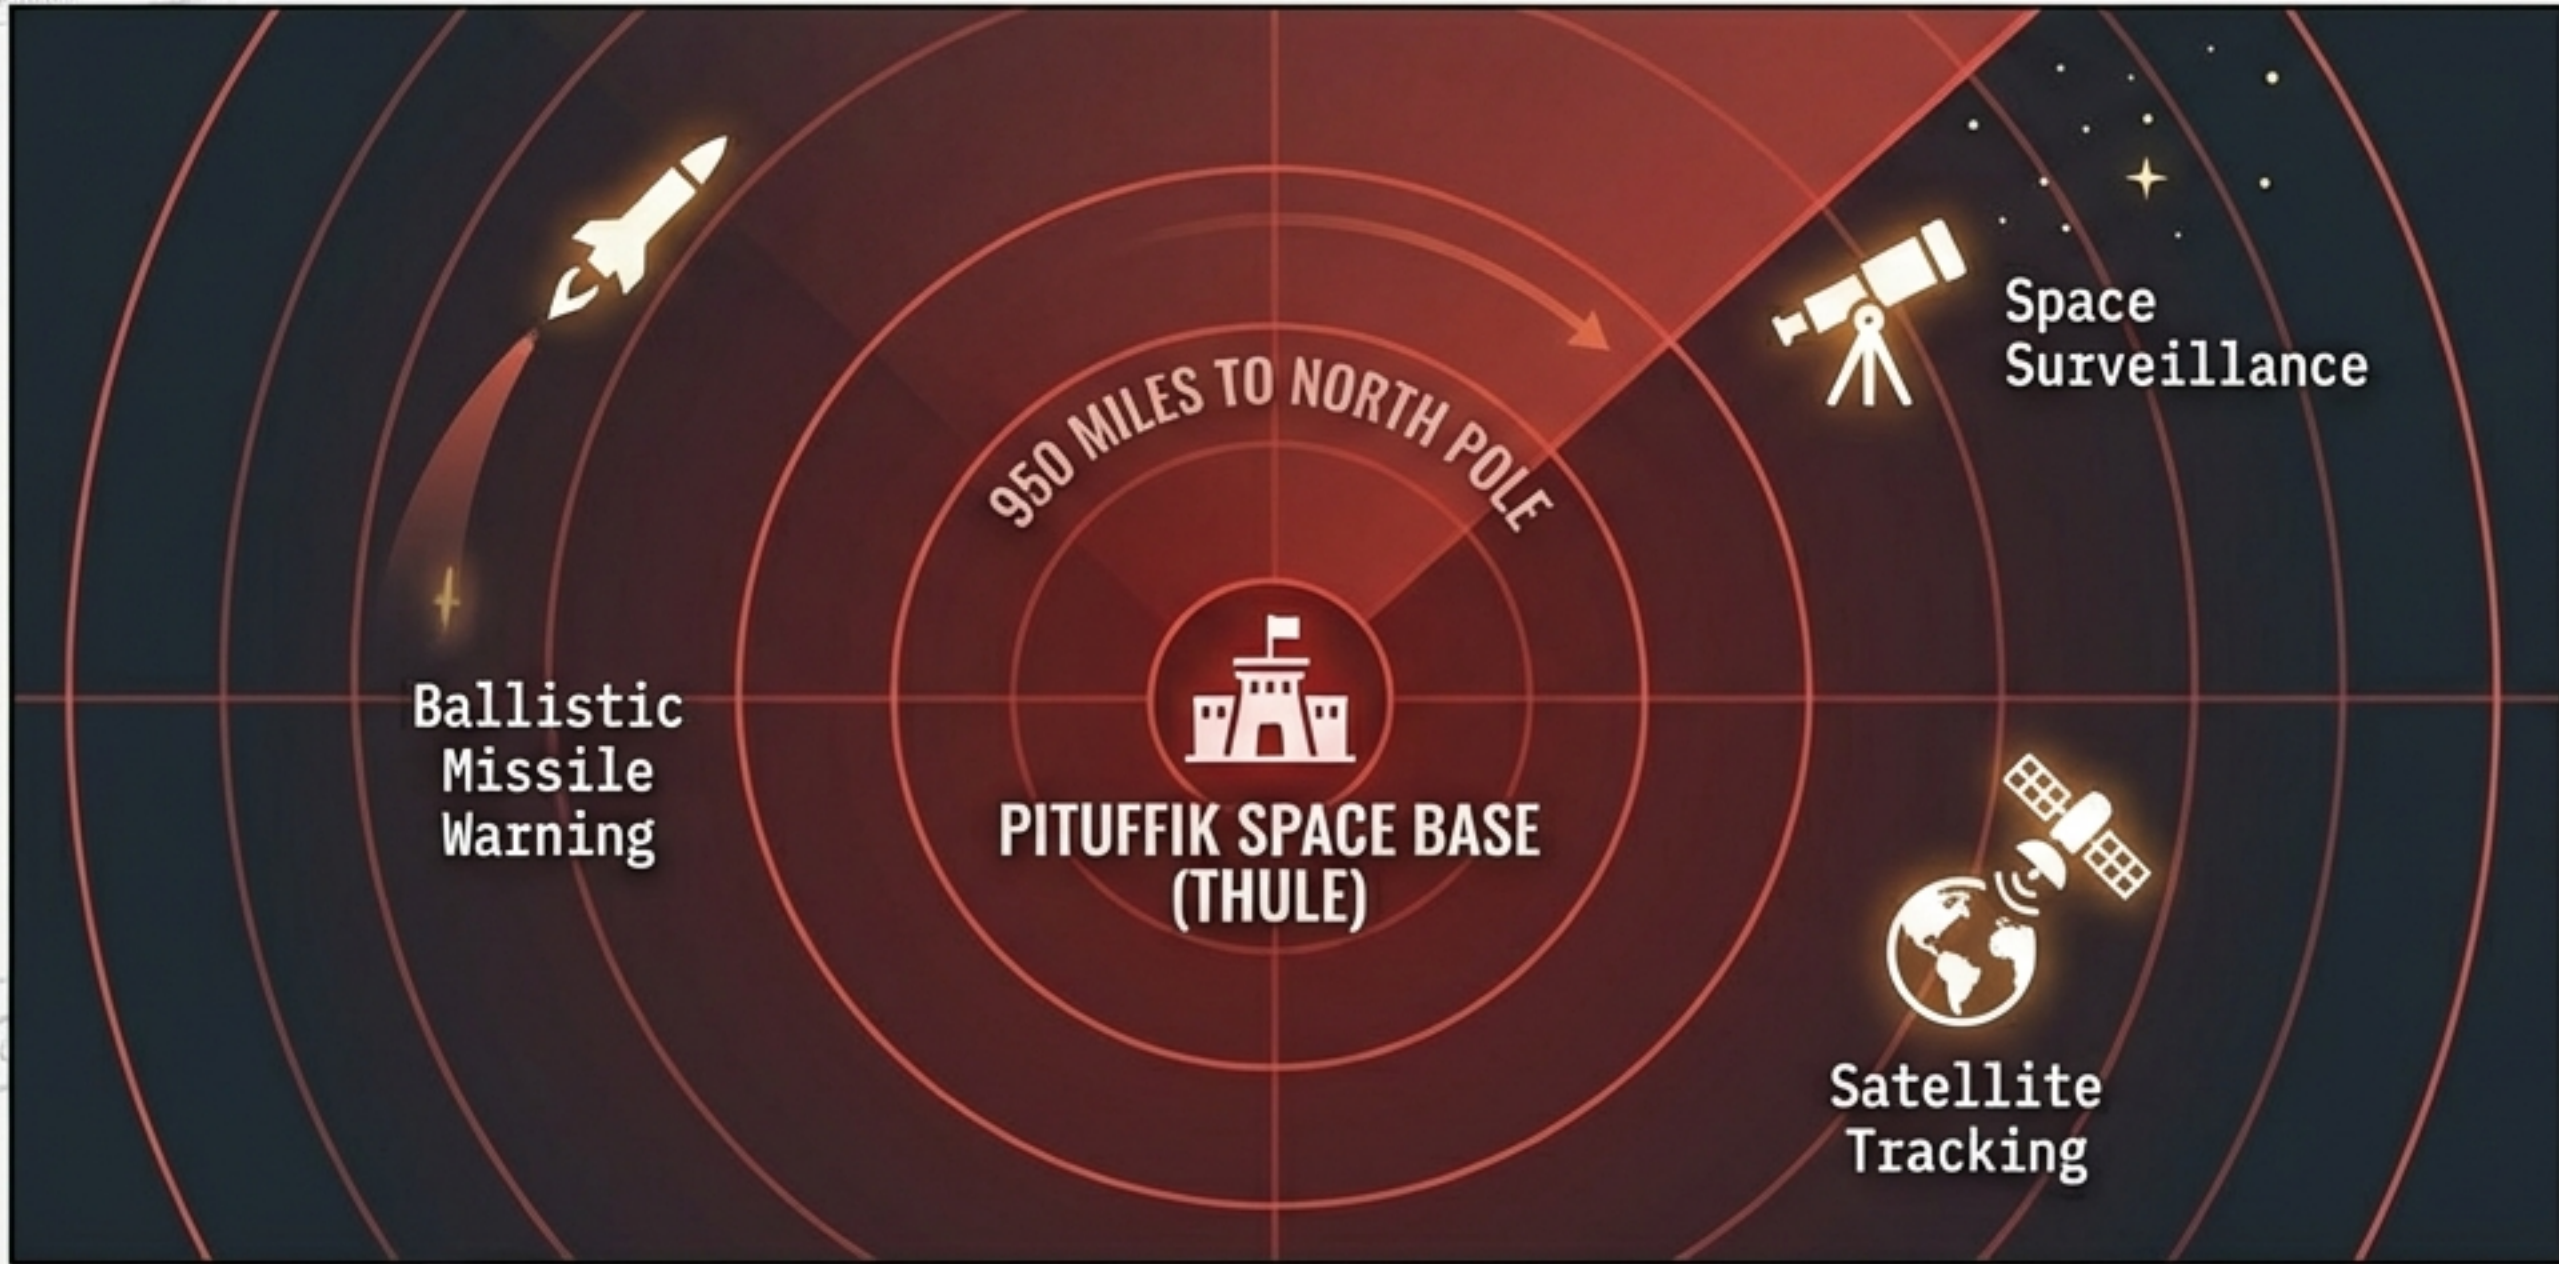 950 MILES TO NORTH POLE
Space
Surveillance
Ballistic
Missile
Warning
PITUFFIK SPACE BASE
(THULE)
Satellite
Tracking